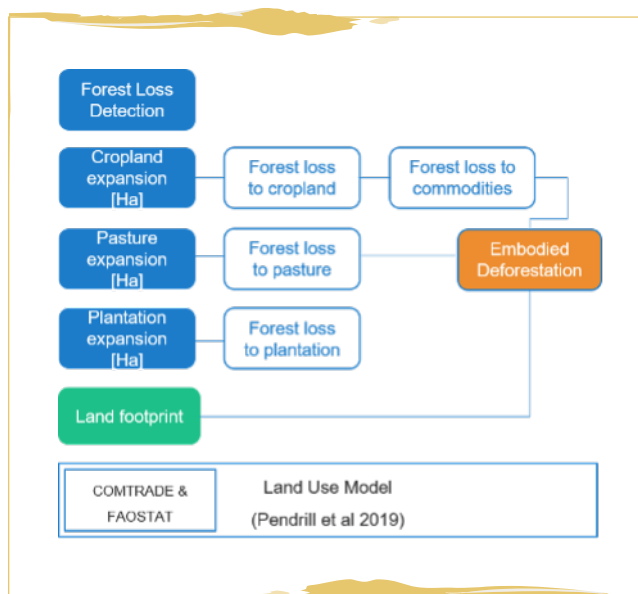 Forest Loss
Detection
Cropland
expansion
[Ha]
Forest loss
to cropland
Forest loss to
commodities
Pasture
expansion
[Ha]
Forest loss
to pasture
Embodied
Deforestation
Plantation
expansion
[Ha]
Forest loss
to plantation
Land footprint
COMTRADE &
FAOSTAT
Land Use Model
(Pendrill et al 2019)